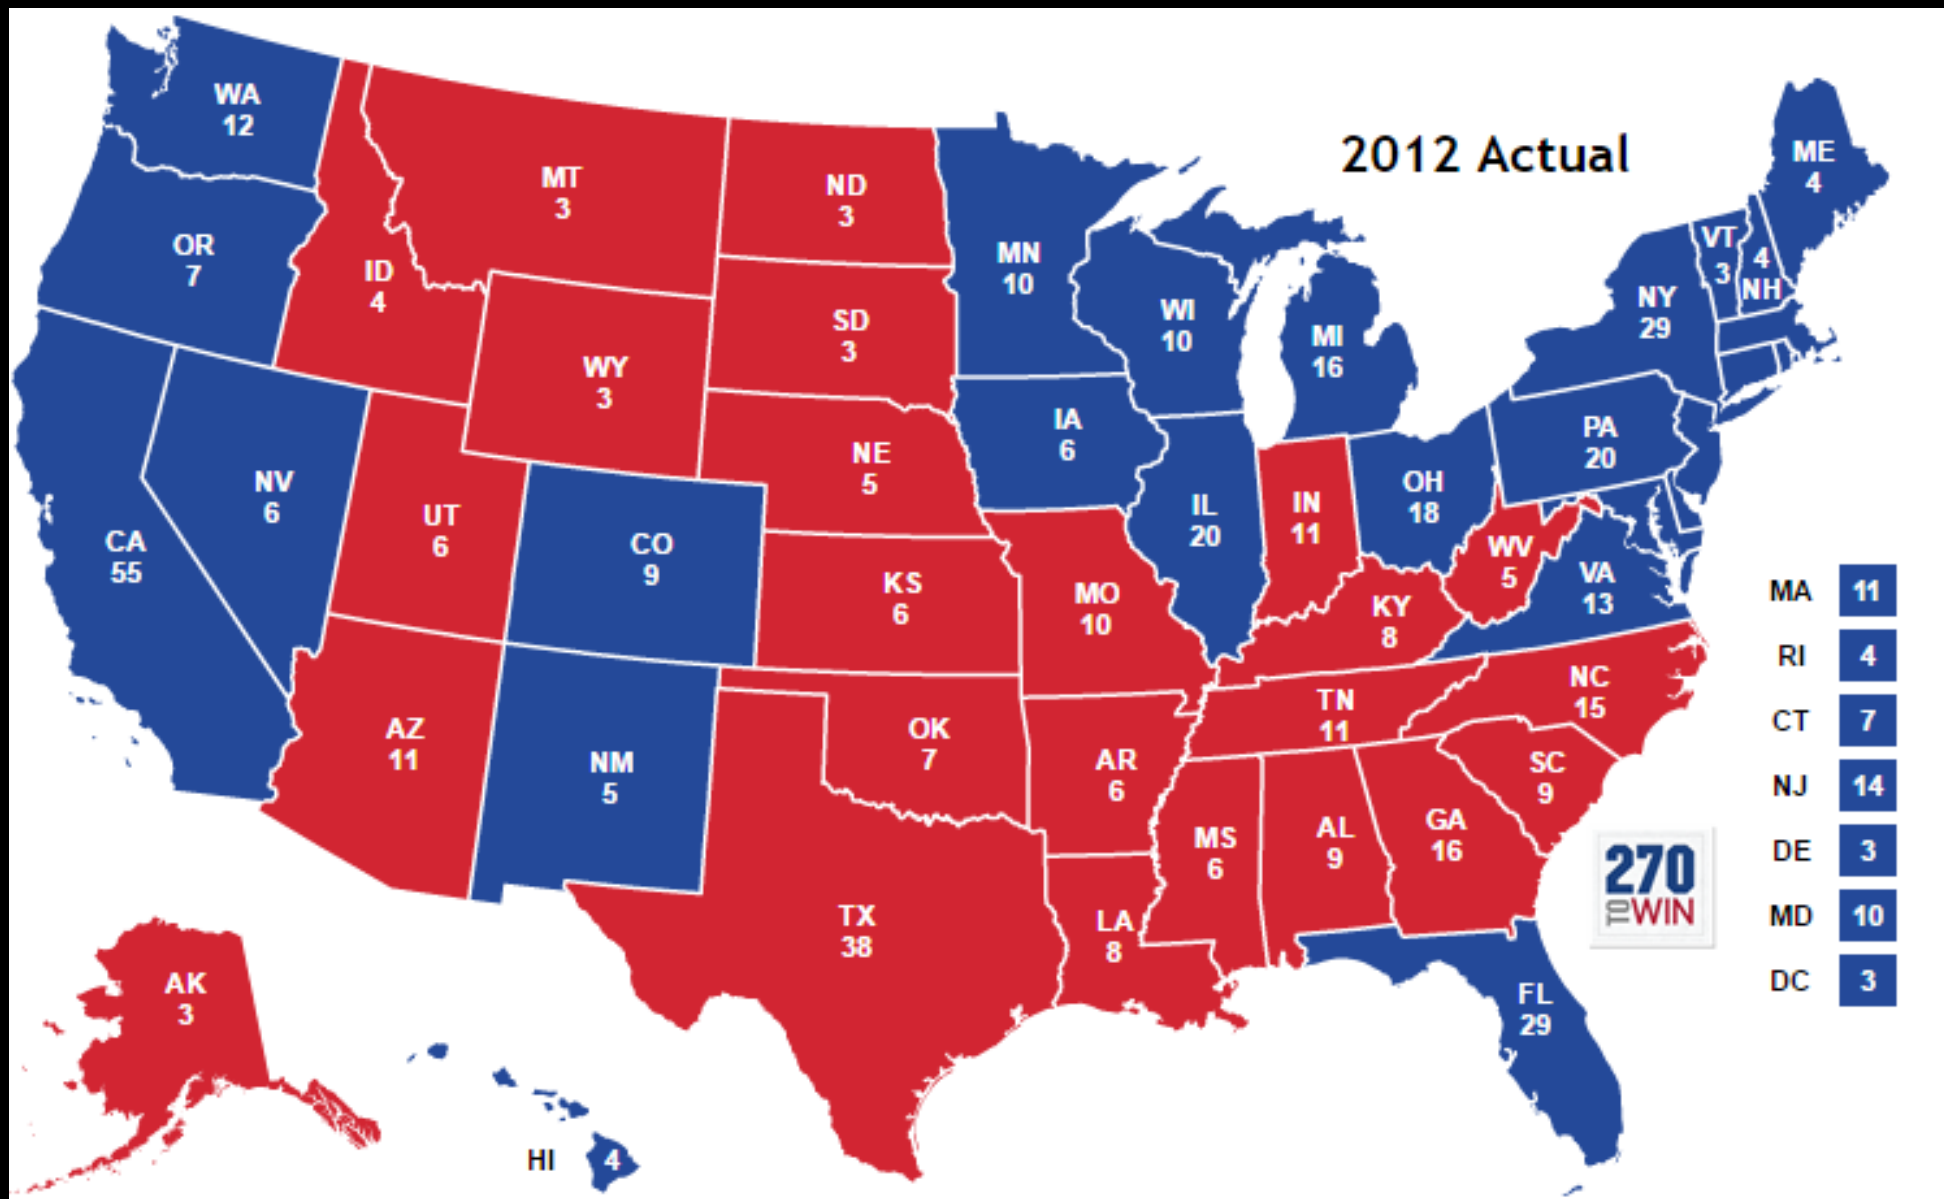 2012 Actual
WA
12
OR
7
CA
55
NV
6
ID
4
MT
3
WY
3
UT
6
CO
9
AZ
11
NM
5
ND
3
SD
3
NE
5
KS
6
OK
7
TX
38
MN
10
IA
6
MO
10
AR
6
LA
8
WI
10
IL
20
MI
16
IN
11
OH
18
KY
8
TN
11
MS
6
AL
9
GA
16
FL
29
SC
9
NC
15
VA
13
WV
5
PA
20
NY
29
VT
3
4
NH
ME
4
AK
3
HI 4
MA 11
RI 4
CT 7
NJ 14
DE 3
MD 10
DC 3
270
TO WIN